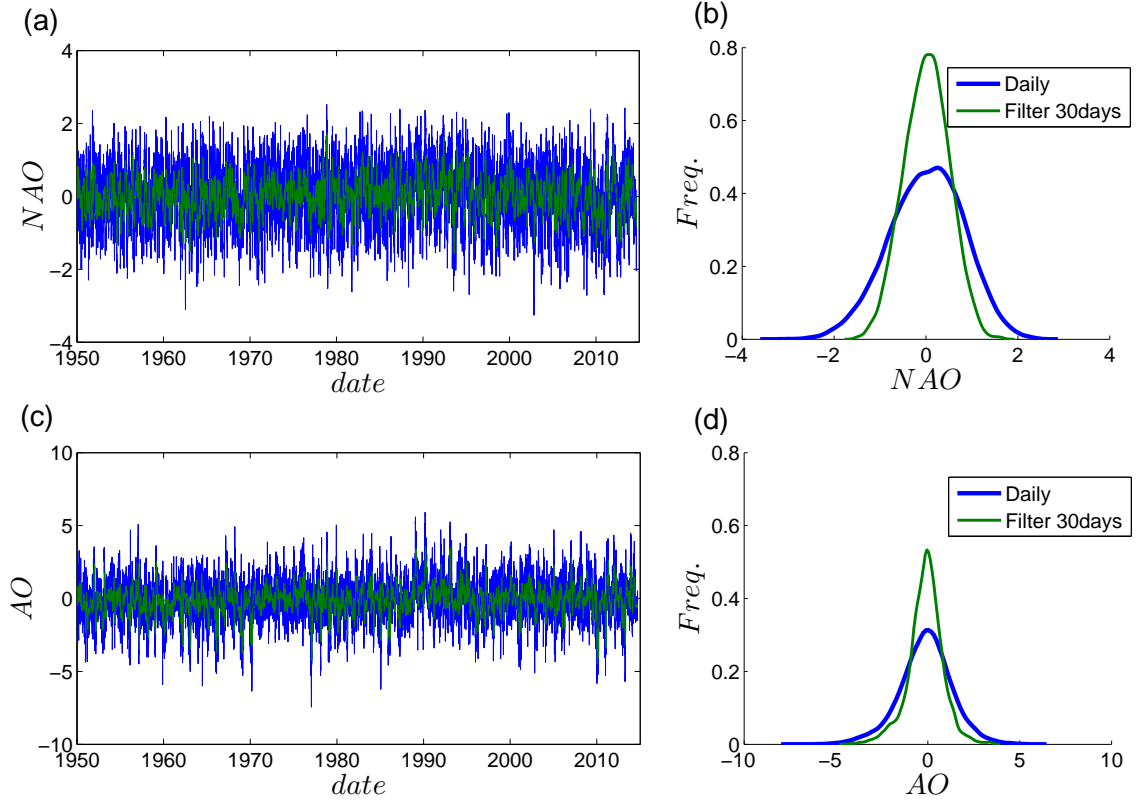 (a)
4
2
0
−2
−4
NAO
1950 1960 1970 1980 1990 2000 2010
date
(b)
0.8
0.6
0.4
0.2
0
Freq.
−4 −2 0 2 4
NAO
Daily
Filter 30days
(c)
10
5
0
−5
−10
AO
1950 1960 1970 1980 1990 2000 2010
date
(d)
0.8
0.6
0.4
0.2
0
Freq.
−10 −5 0 5 10
AO
Daily
Filter 30days